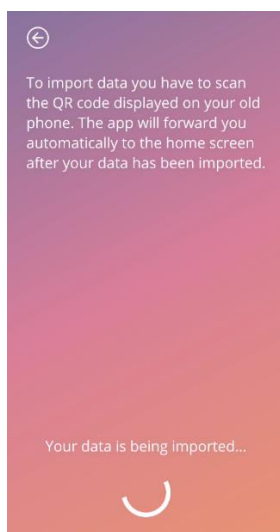 To import data you have to scan
the QR code displayed on your old
phone. The app will forward you
automatically to the home screen
after your data has been imported.
Your data is being imported...